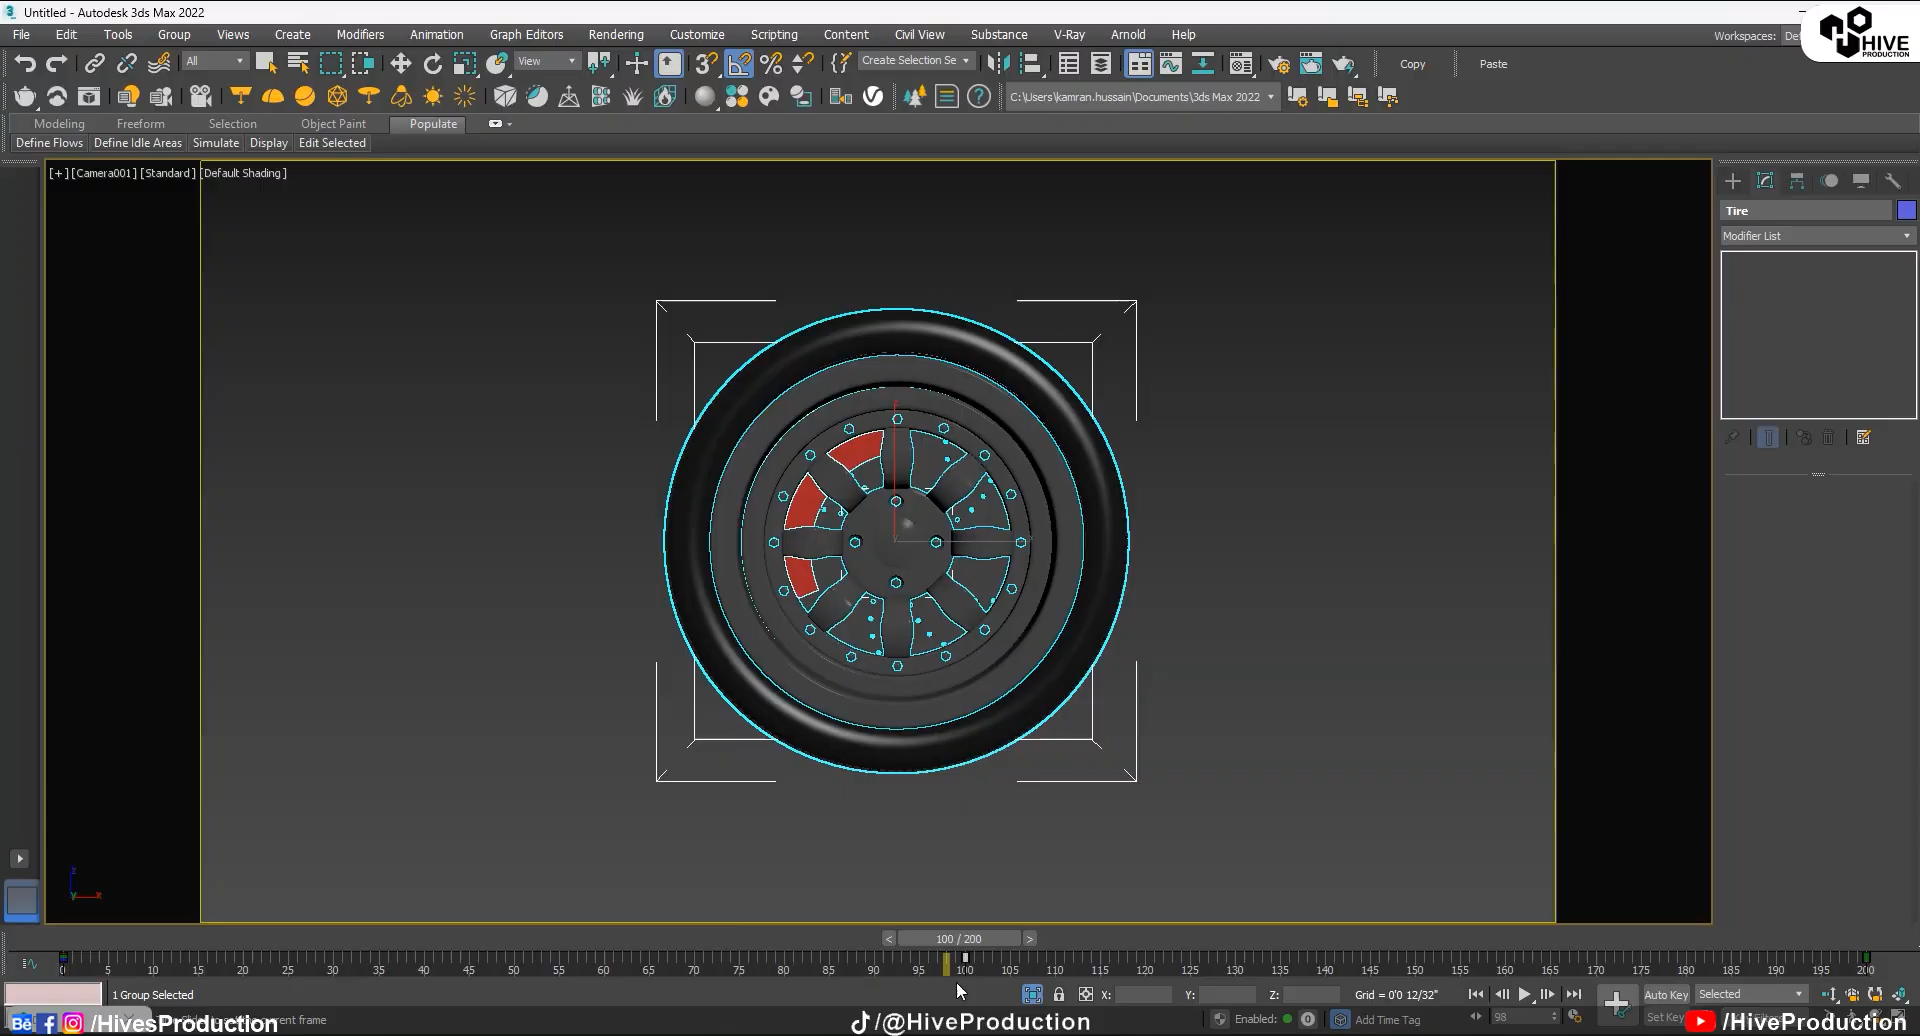 Untitled - Autodesk 3ds Max 2022
File Edit Tools Group Views Create Modifiers Animation Graph Editors Rendering Customize Scripting Content Civil View Substance V-Ray Arnold Help
Workspaces: Def
HIVE
PRODUCTION
All View Create Selection Se Copy Paste
C:\Users\kamran.hussain\Documents\3ds Max 2022
Modeling Freeform Selection Object Paint Populate
Define Flows Define Idle Areas Simulate Display Edit Selected
[+] [Camera001] [Standard] [Default Shading]
Tire
Modifier List
z
y x
< 100 / 200 >
0 5 10 15 20 25 30 35 40 45 50 55 60 65 70 75 80 85 90 95 100 105 110 115 120 125 130 135 140 145 150 155 160 165 170 175 180 185 190 195 200
1 Group Selected X: Y: Z: Grid = 0'0 12/32" Auto Key Selected
/HivesProduction current frame /@HiveProduction Enabled: 0 Add Time Tag 98 Set Key /HiveProduction